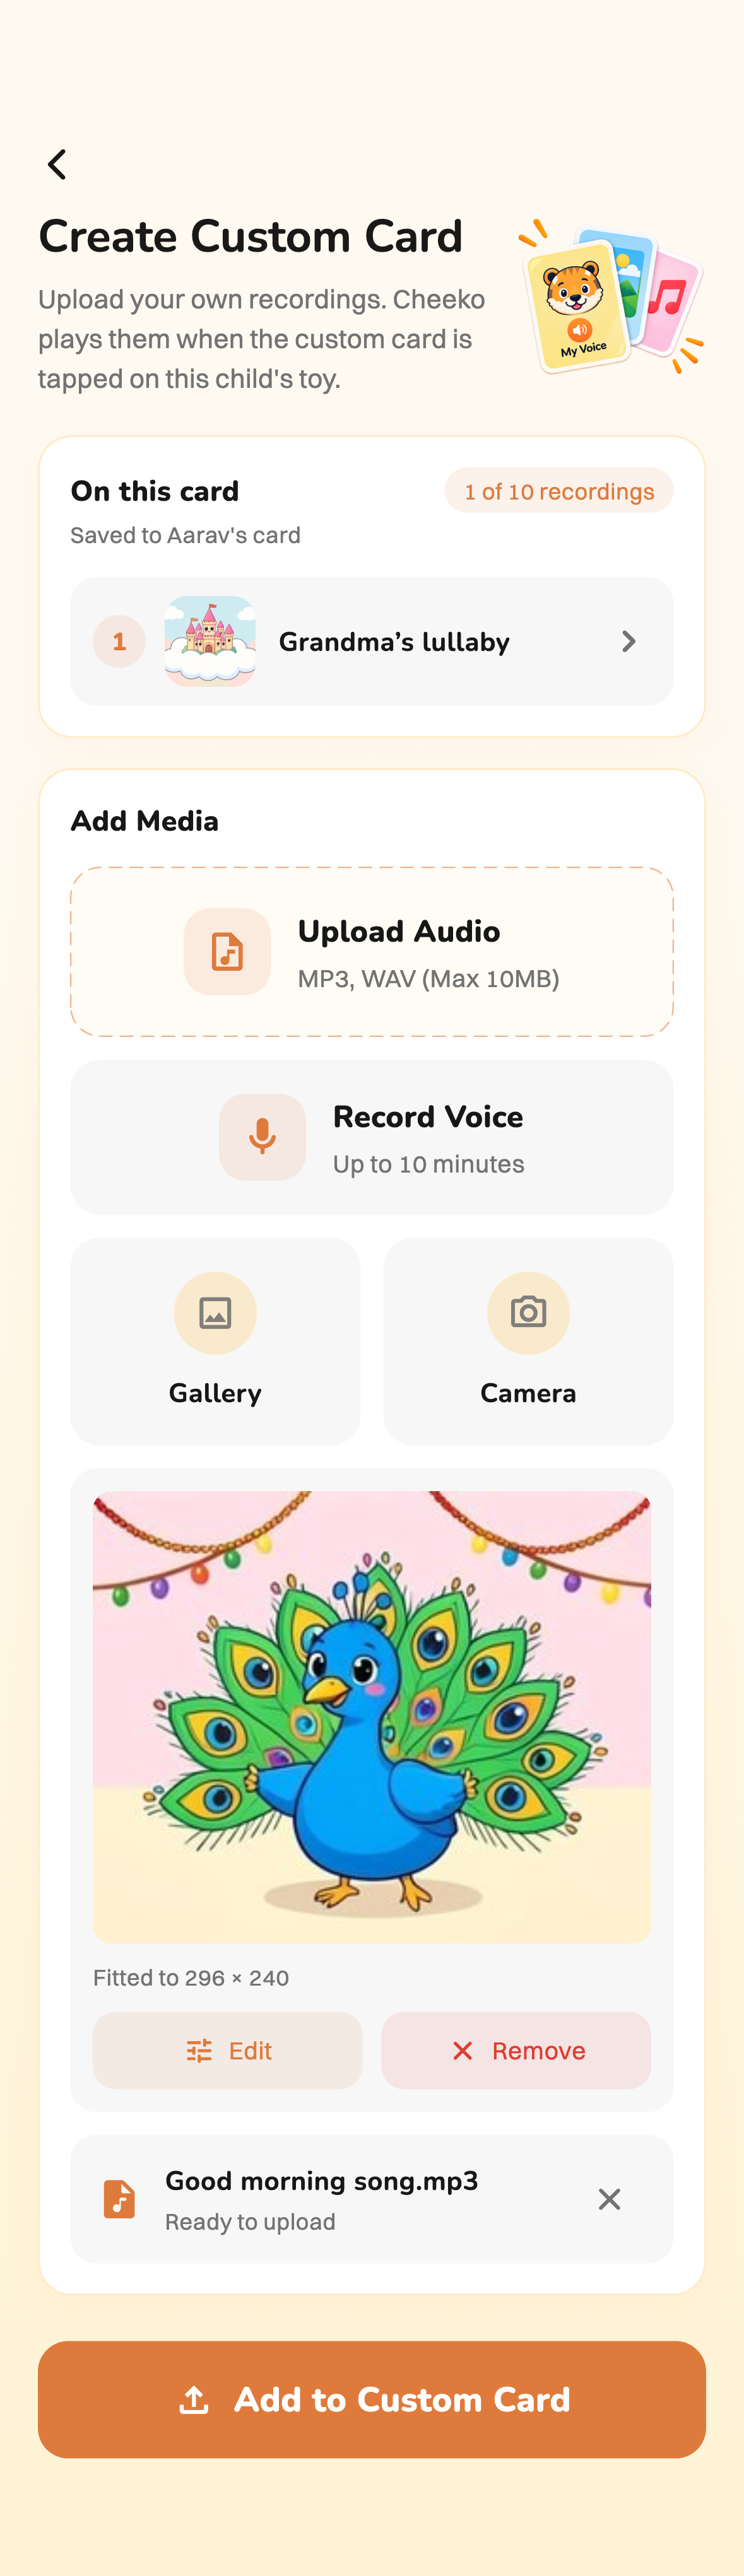 Create Custom Card
Upload your own recordings. Cheeko
plays them when the custom card is
tapped on this child's toy.
My Voice
On this card
1 of 10 recordings
Saved to Aarav's card
1
Grandma’s lullaby
Add Media
Upload Audio
MP3, WAV (Max 10MB)
Record Voice
Up to 10 minutes
Gallery
Camera
Fitted to 296 × 240
Edit
Remove
Good morning song.mp3
Ready to upload
Add to Custom Card